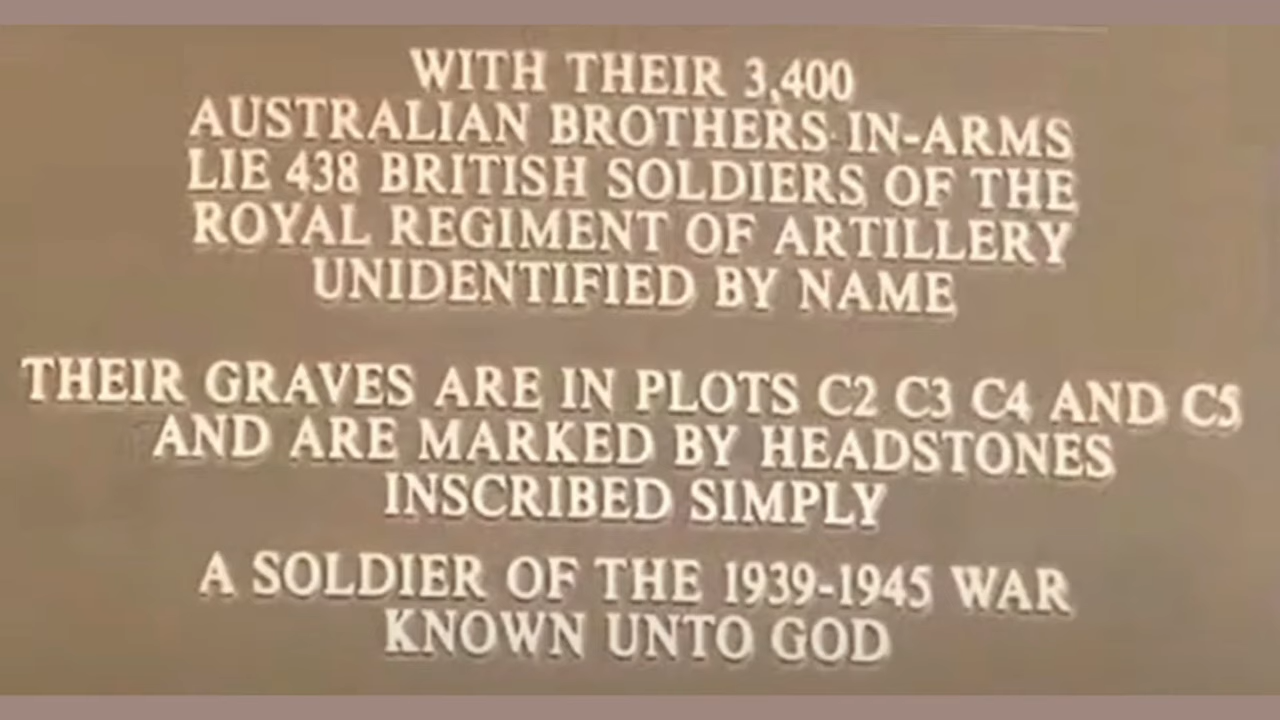 WITH THEIR 3,400
AUSTRALIAN BROTHERS IN-ARMS
LIE 438 BRITISH SOLDIERS OF THE
ROYAL REGIMENT OF ARTILLERY
UNIDENTIFIED BY NAME
THEIR GRAVES ARE IN PLOTS C2 C3 C4 AND C5
AND ARE MARKED BY HEADSTONES
INSCRIBED SIMPLY
A SOLDIER OF THE 1939-1945 WAR
KNOWN UNTO GOD